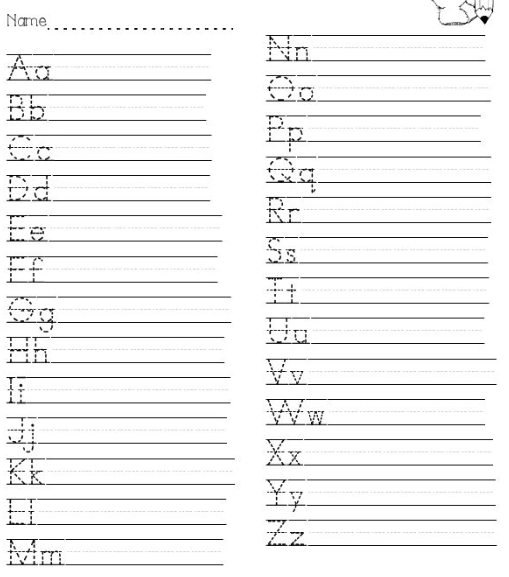 Name
Aa
Bb
Cc
Dd
Ee
Ff
Gg
Hh
Ii
Jj
Kk
Ll
Mm
Nn
Oo
Pp
Qq
Rr
Ss
Tt
Uu
Vv
Ww
Xx
Yy
Zz